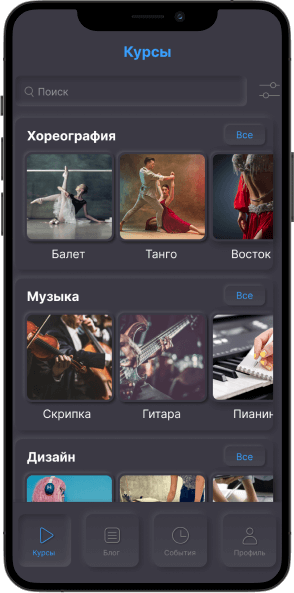 Курсы
Поиск
Хореография
Все
Балет
Танго
Восток
Музыка
Все
Скрипка
Гитара
Пианин
Дизайн
Все
Курсы
Блог
События
Профиль